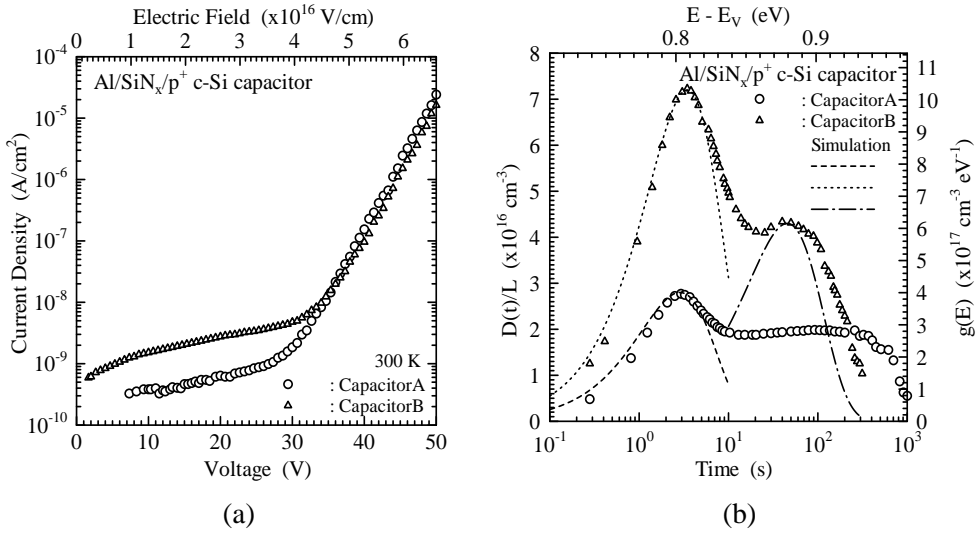 Electric Field (x10^16 V/cm)
0 1 2 3 4 5 6
10^-4
10^-5
10^-6
10^-7
10^-8
10^-9
10^-10
Current Density (A/cm^2)
Al/SiN_x/p^+ c-Si capacitor
300 K
: CapacitorA
: CapacitorB
0 10 20 30 40 50
Voltage (V)
(a)
E - E_V (eV)
0.8 0.9
8
7
6
5
4
3
2
1
0
D(t)/L (x10^16 cm^-3)
Al/SiN_x/p^+ c-Si capacitor
: CapacitorA
: CapacitorB
Simulation
11
10
9
8
7
6
5
4
3
2
1
0
g(E) (x10^17 cm^-3 eV^-1)
10^-1 10^0 10^1 10^2 10^3
Time (s)
(b)